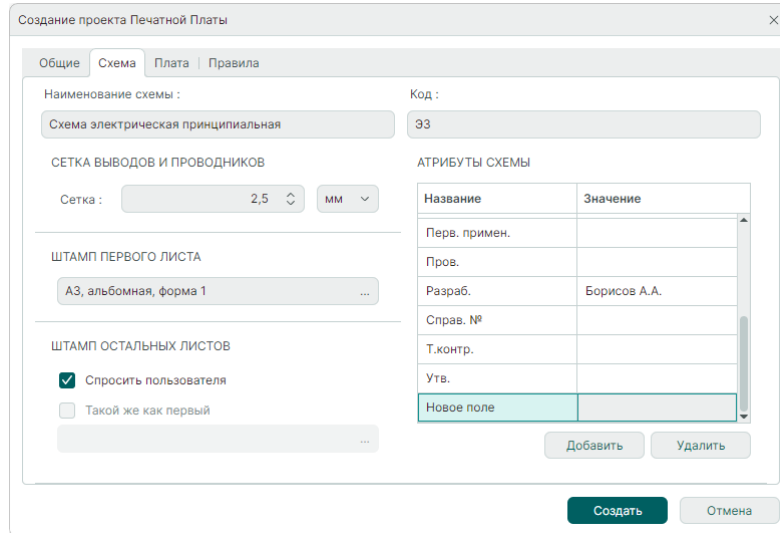 Создание проекта Печатной Платы
Общие Схема Плата Правила
Наименование схемы :
Код :
Схема электрическая принципиальная
Э3
СЕТКА ВЫВОДОВ И ПРОВОДНИКОВ
Сетка : 2,5 мм
ШТАМП ПЕРВОГО ЛИСТА
А3, альбомная, форма 1 ...
ШТАМП ОСТАЛЬНЫХ ЛИСТОВ
Спросить пользователя
Такой же как первый
...
АТРИБУТЫ СХЕМЫ
Название Значение
Перв. примен.
Пров.
Разраб. Борисов А.А.
Справ. №
Т.контр.
Утв.
Новое поле
Добавить Удалить
Создать Отмена